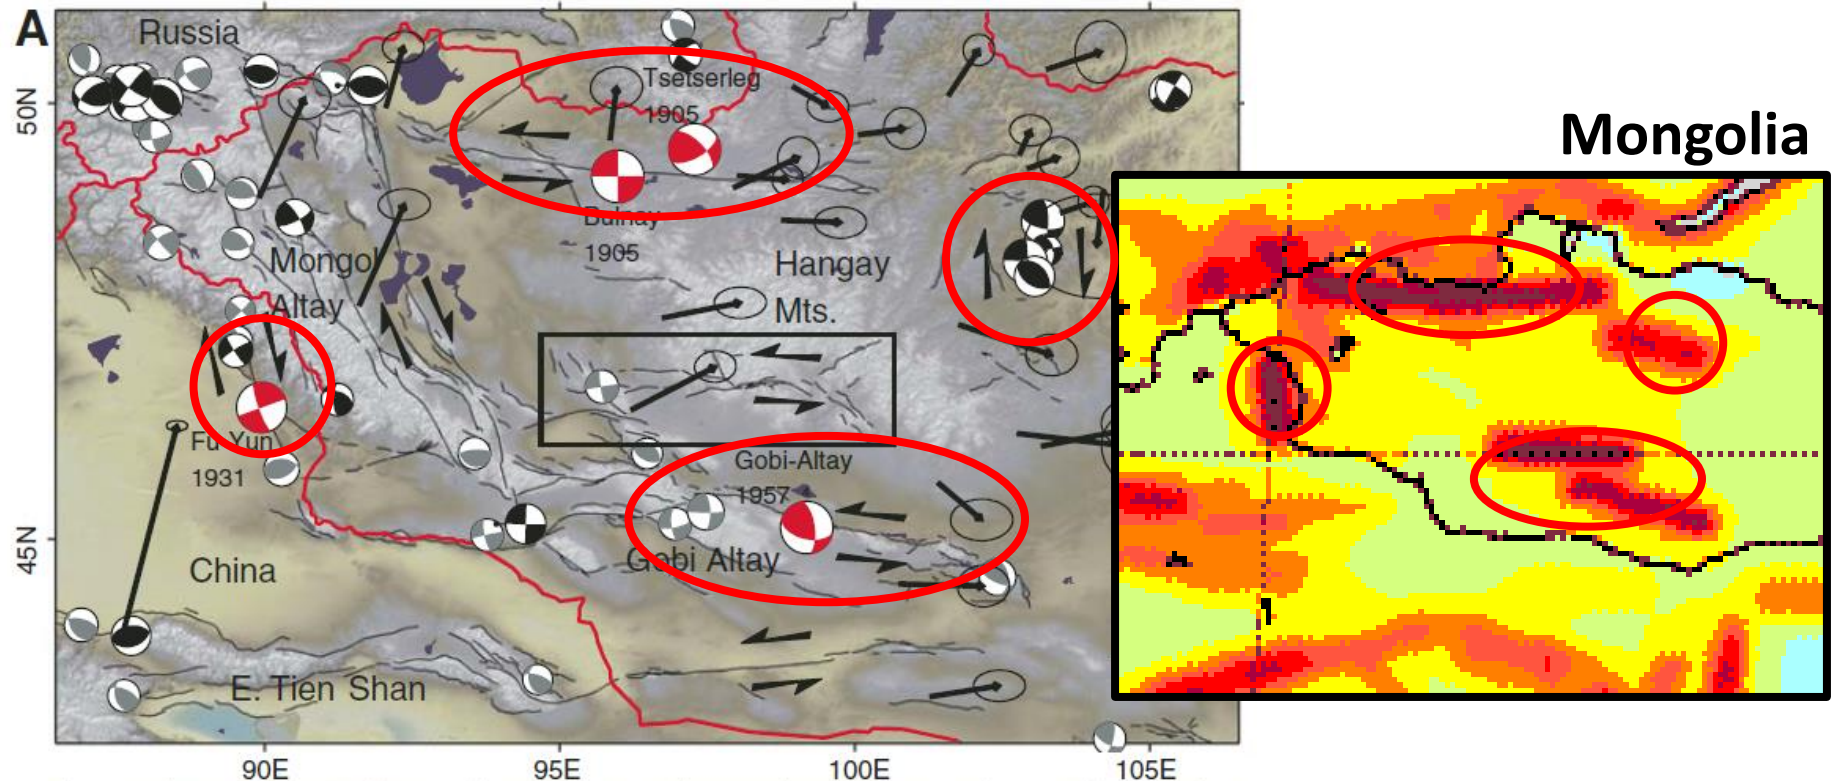 A
Russia
50N
Tsetserleg
1905
Mongolia
Bulnay
1905
Mongol
Altay
Hangay
Mts.
Fu Yun
1931
Gobi-Altay
1957
45N
Gobi Altay
China
E. Tien Shan
90E
95E
100E
105E